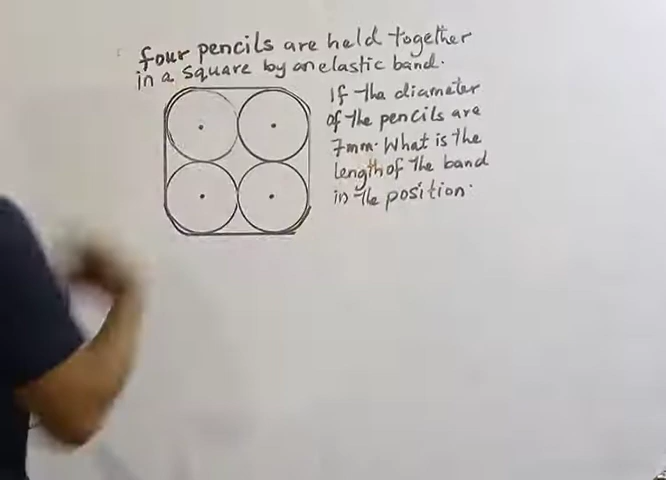 four pencils are held together
in a square by an elastic band.
If the diameter
of the pencils are
7mm. What is the
length of the band
in the position.